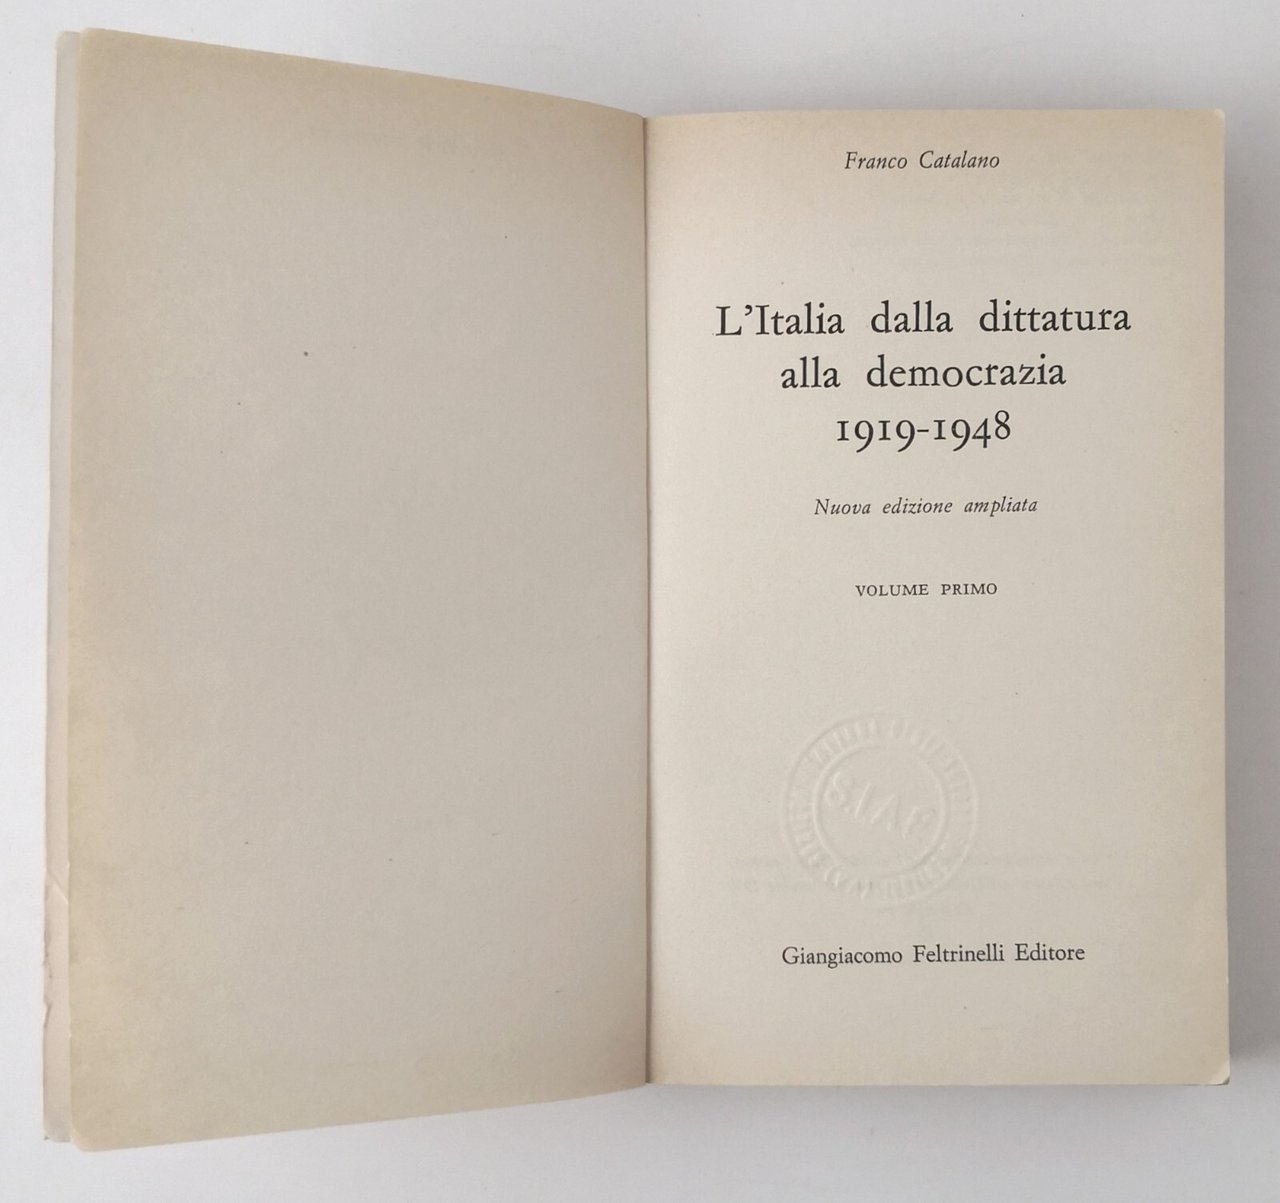 Franco Catalano
L'Italia dalla dittatura
alla democrazia
1919-1948
Nuova edizione ampliata
VOLUME PRIMO
S.I.A.E.
Giangiacomo Feltrinelli Editore